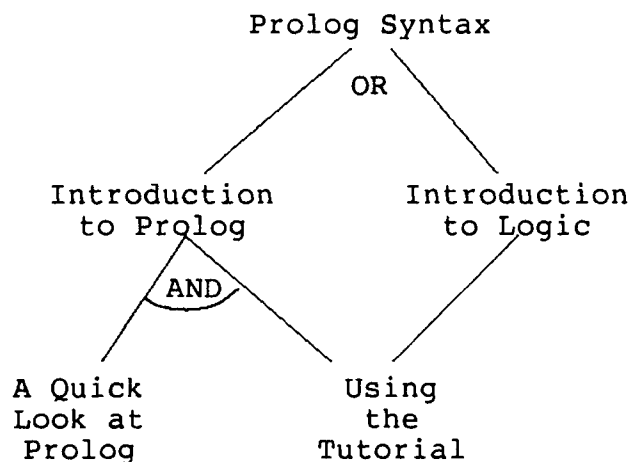 Prolog Syntax
OR
Introduction
to Prolog
Introduction
to Logic
AND
A Quick
Look at
Prolog
Using
the
Tutorial